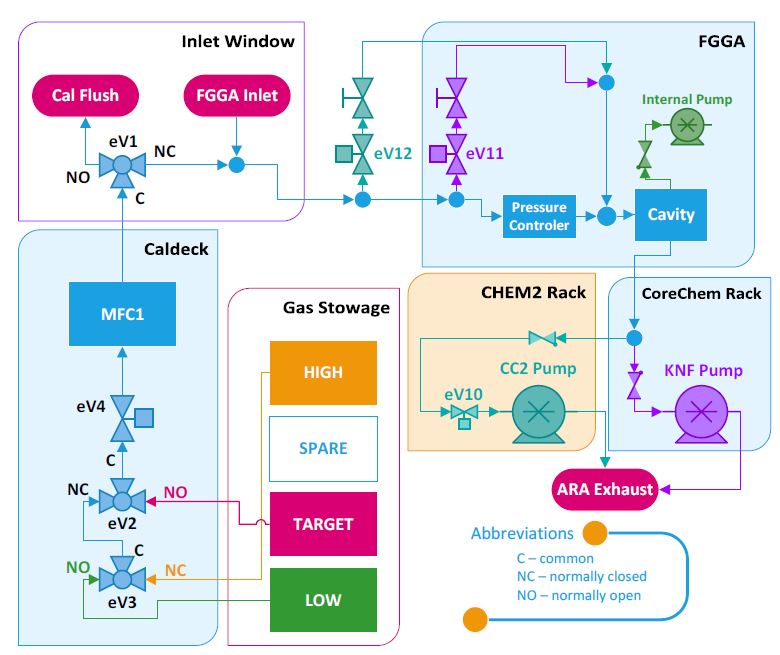 Inlet Window
FGGA
Cal Flush
FGGA Inlet
Internal Pump
eV1
NC
eV12
eV11
NO
C
Pressure
Controler
Cavity
Caldeck
CHEM2 Rack
CoreChem Rack
Gas Stowage
MFC1
HIGH
CC2 Pump
KNF Pump
eV10
eV4
SPARE
C
NC
NO
ARA Exhaust
eV2
TARGET
Abbreviations
C
C – common
NO
NC
NC – normally closed
NO – normally open
eV3
LOW